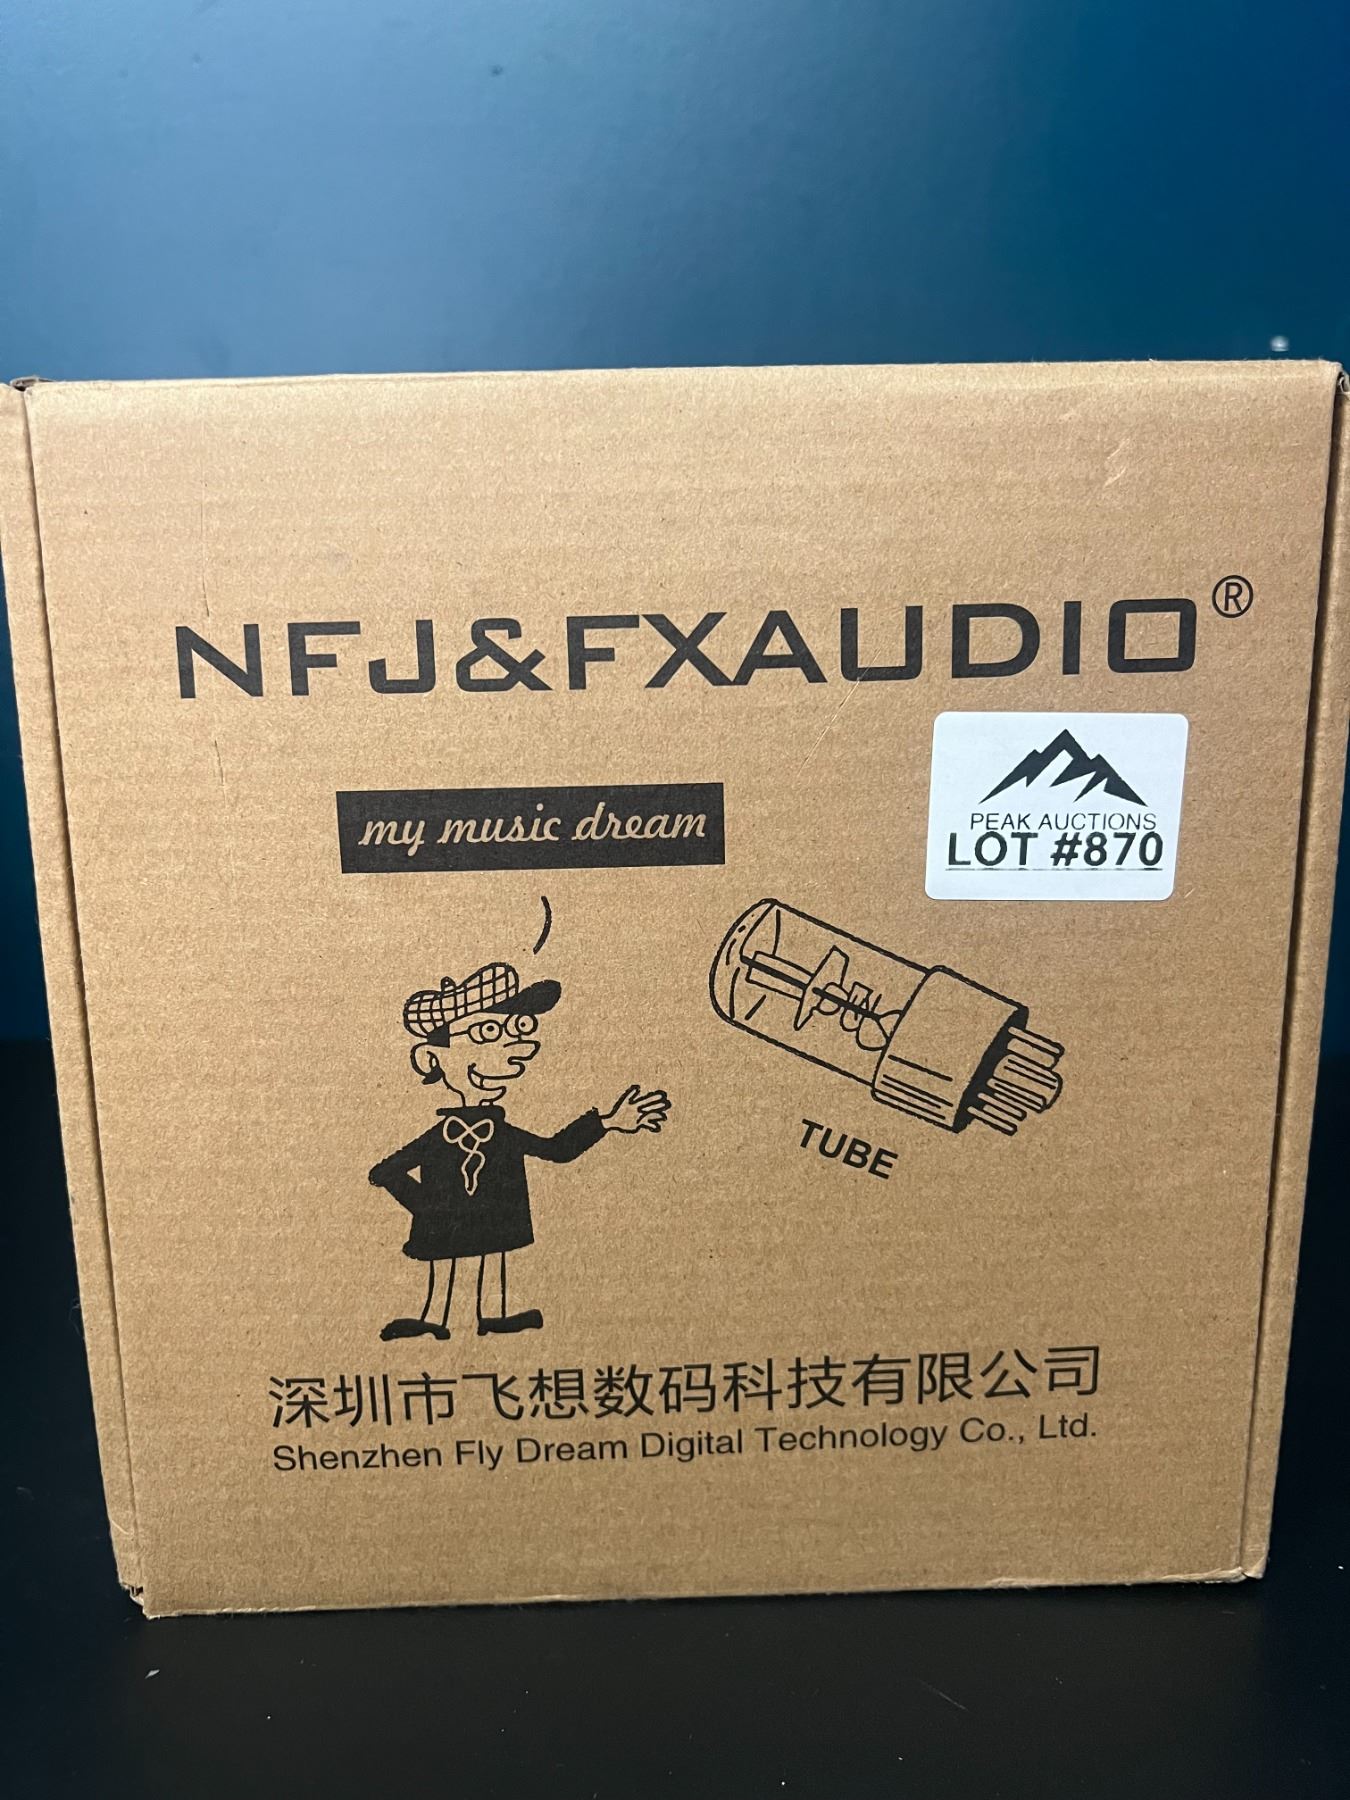 NFJ&FXAUDIO®
my music dream
PEAK AUCTIONS
LOT #870
TUBE
深圳市飞想数码科技有限公司
Shenzhen Fly Dream Digital Technology Co., Ltd.